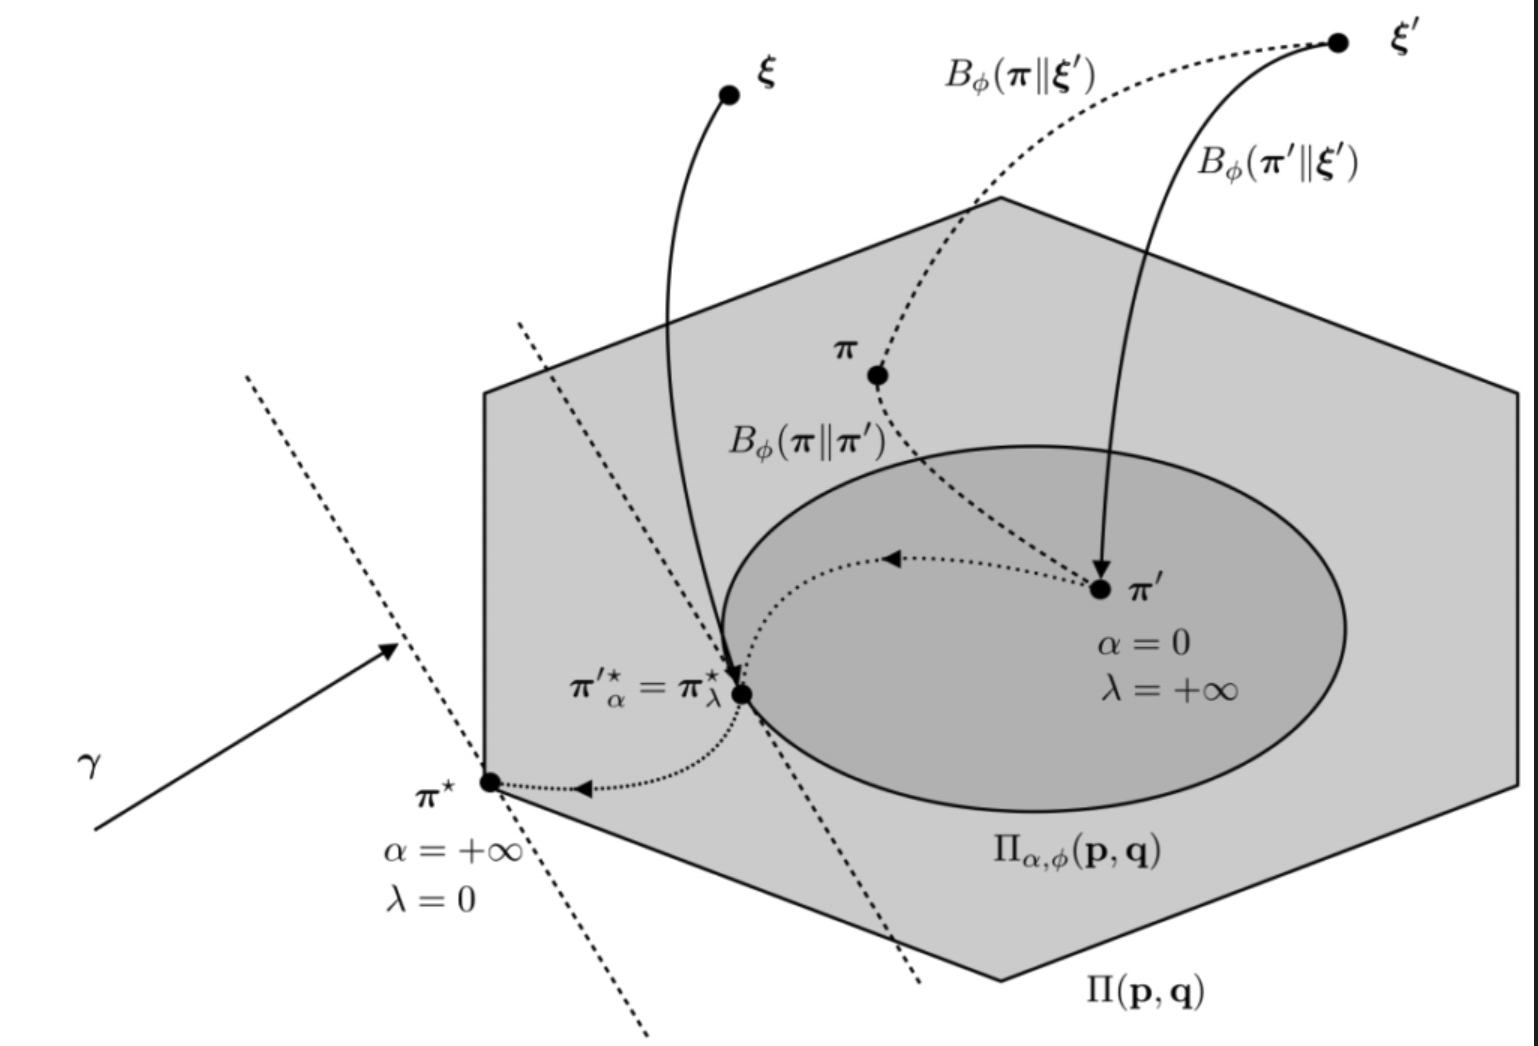 ξ
ξ′
B_ϕ(π∥ξ′)
B_ϕ(π′∥ξ′)
π
B_ϕ(π∥π′)
π′
α = 0
λ = +∞
π′⋆_α = π⋆_λ
γ
π⋆
α = +∞
λ = 0
Π_{α,ϕ}(p, q)
Π(p, q)